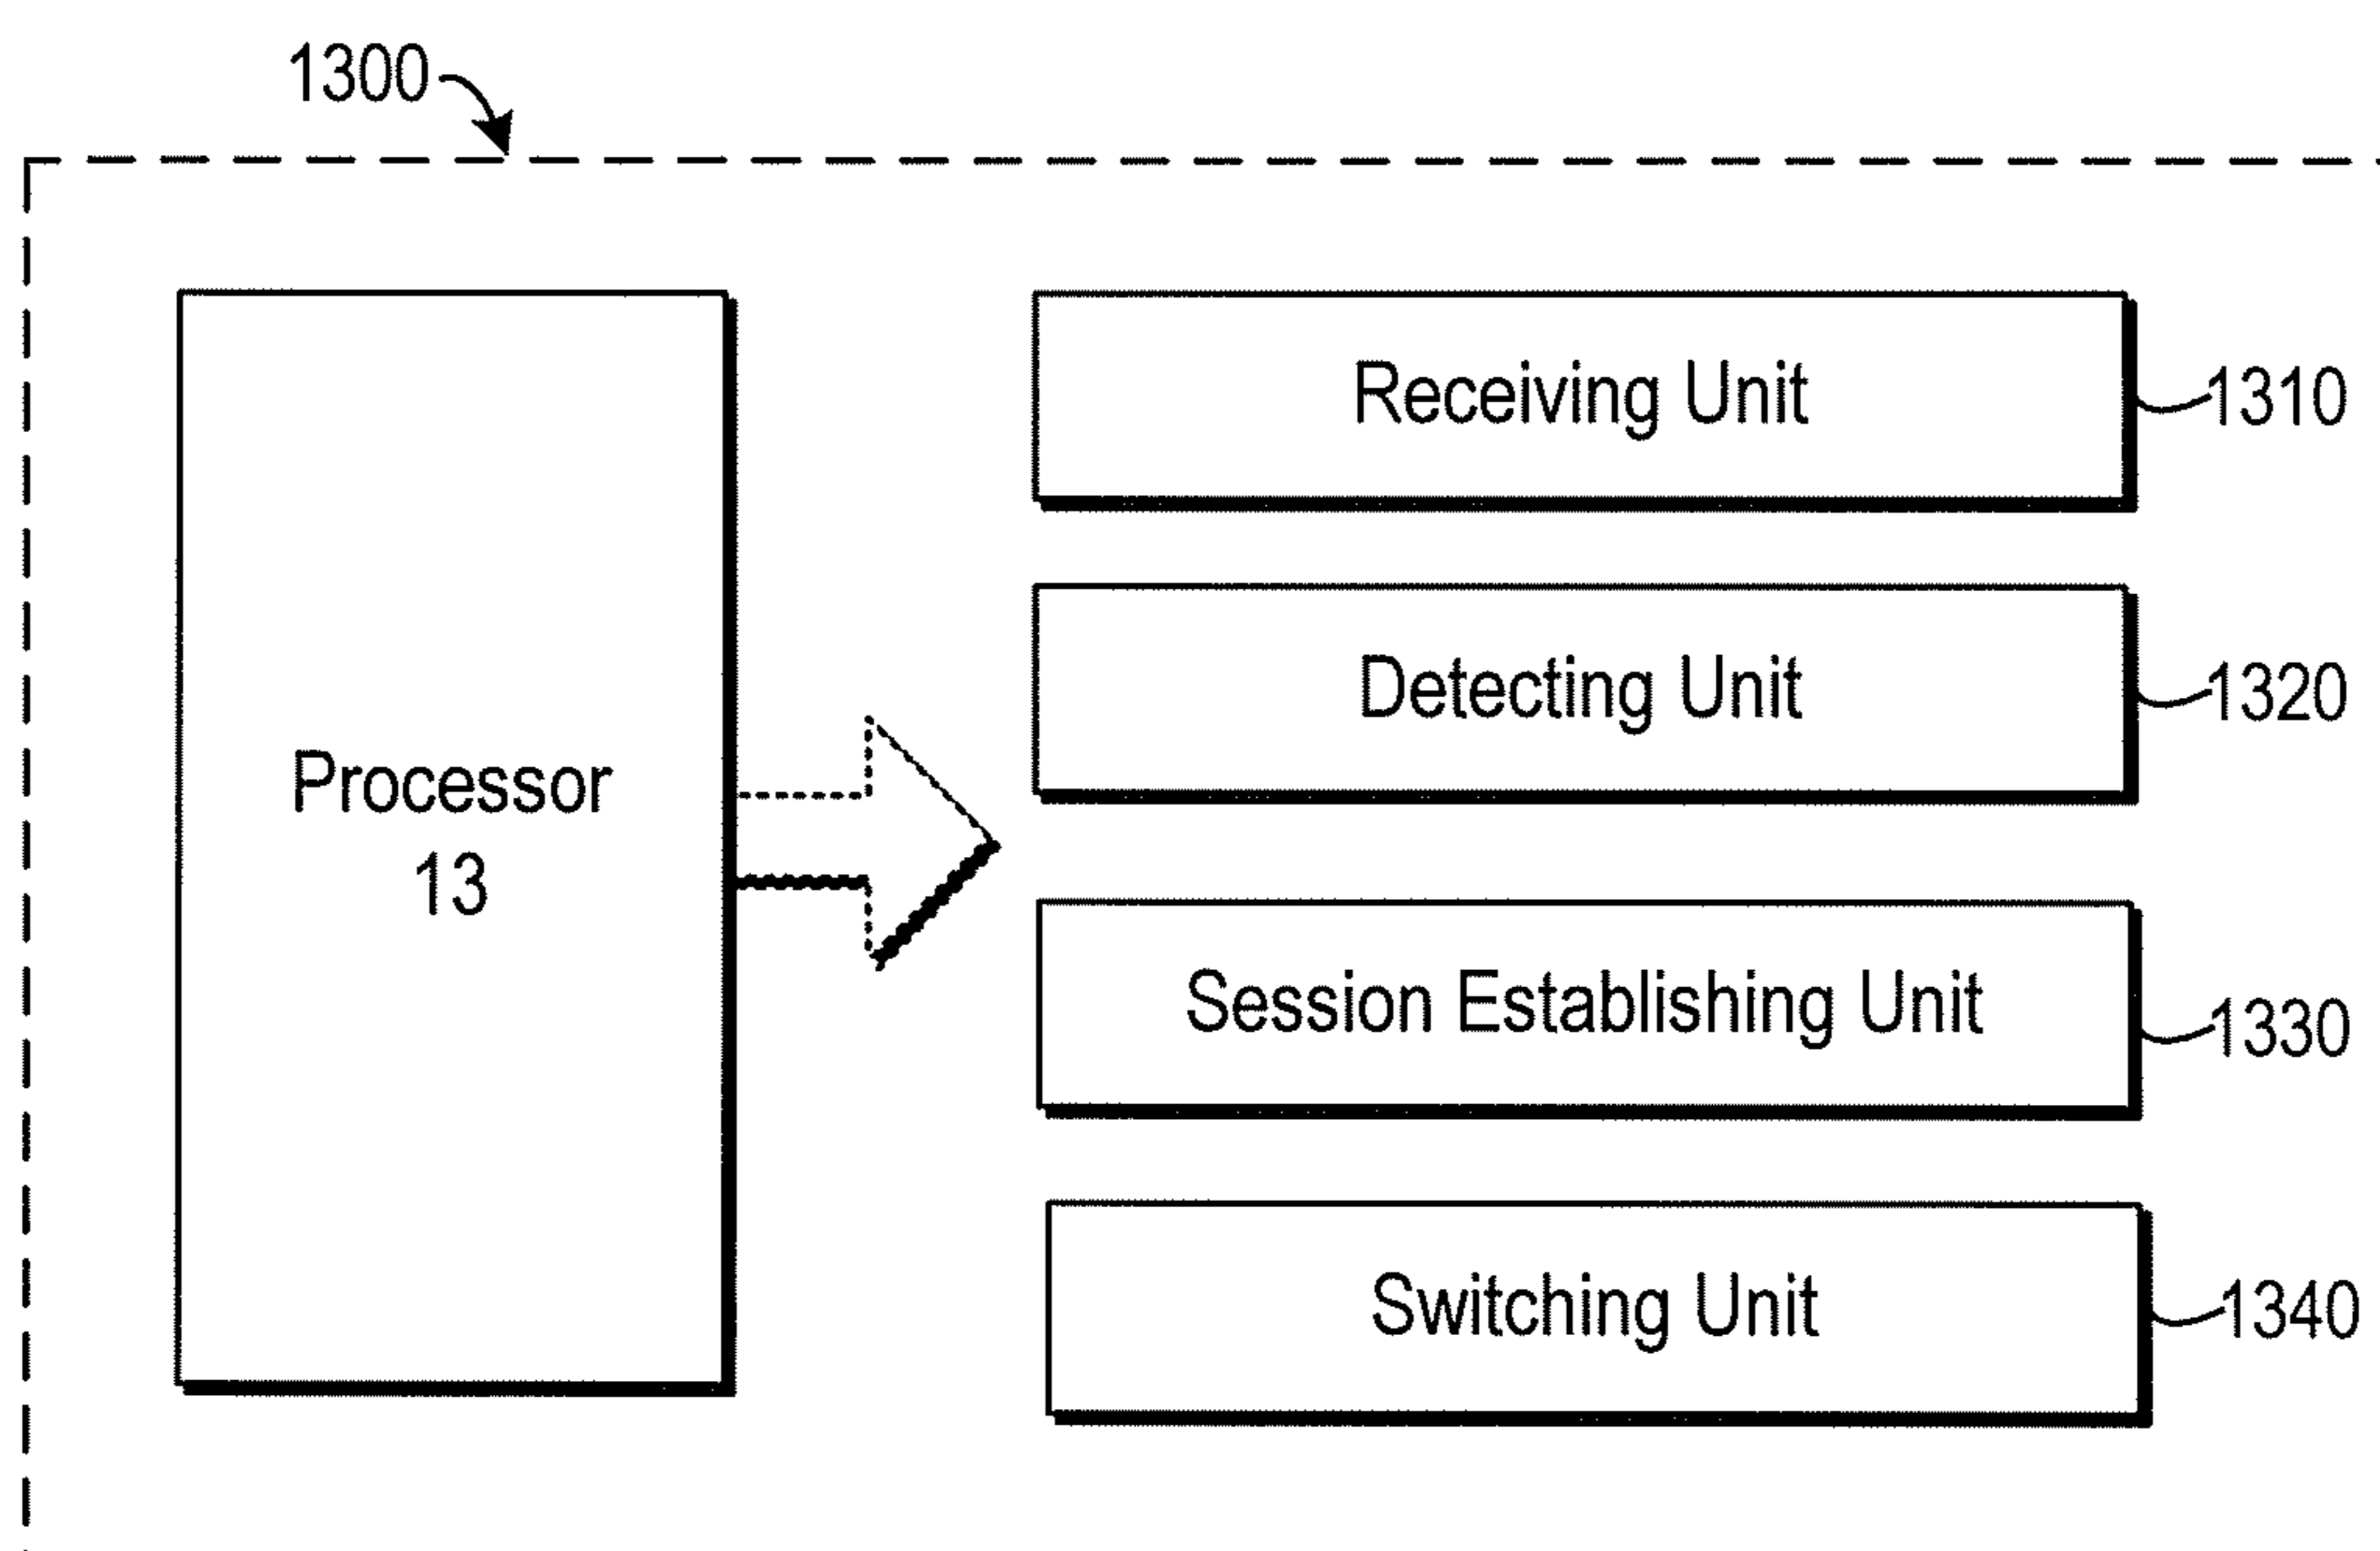 1300
Receiving Unit
1310
Detecting Unit
1320
Processor
13
Session Establishing Unit
1330
Switching Unit
1340